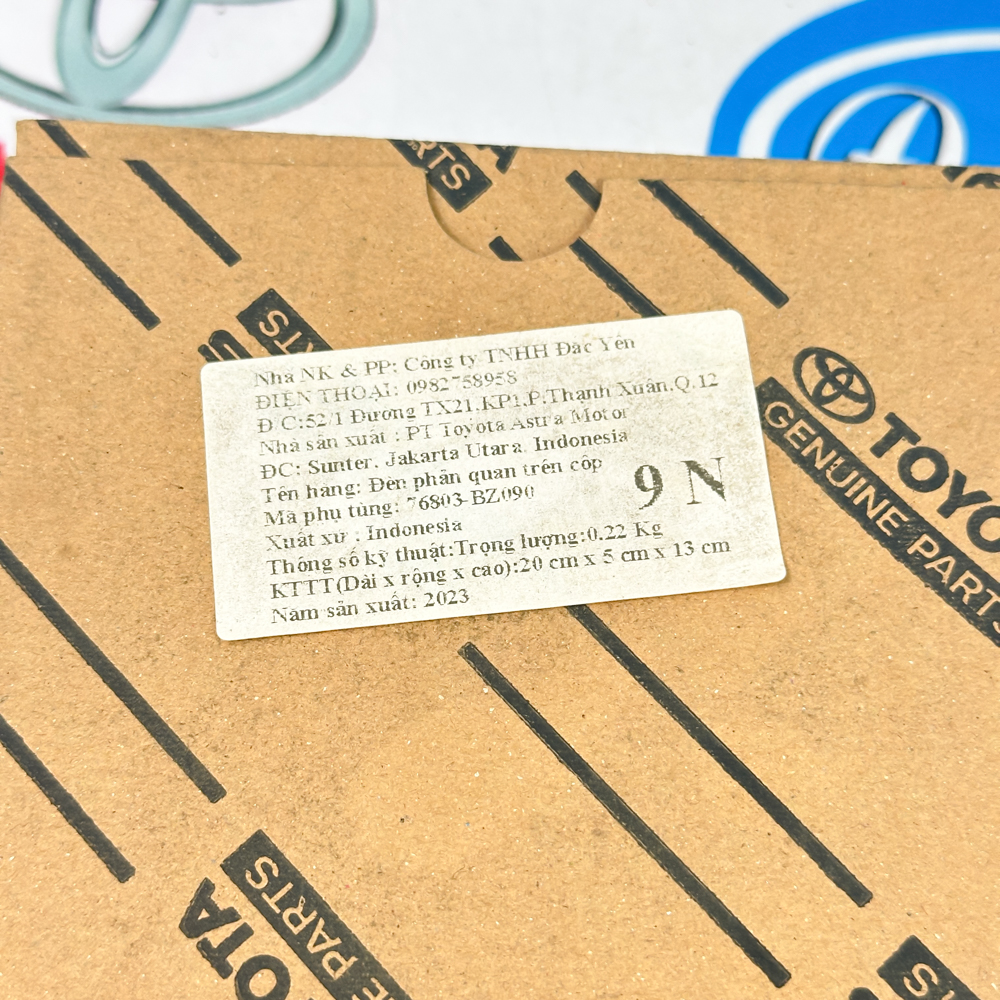 PARTS
PARTS
Nhà NK & PP: Công ty TNHH Đắc Yến
ĐIỆN THOẠI: 0982758958
Đ/C:52/1 Đường TX21,KP1,P.Thạnh Xuân,Q.12
Nhà sản xuất : PT Toyota Astra Motor
ĐC: Sunter, Jakarta Utara, Indonesia
Tên hàng: Đèn phản quan trên cốp
Mã phụ tùng: 76803-BZ090
9 N
Xuất xứ : Indonesia
Thông số kỹ thuật:Trọng lượng:0.22 Kg
KTTT(Dài x rộng x cao):20 cm x 5 cm x 13 cm
Năm sản xuất: 2023
TOYO
GENUINE PARTS
OTA
E PARTS